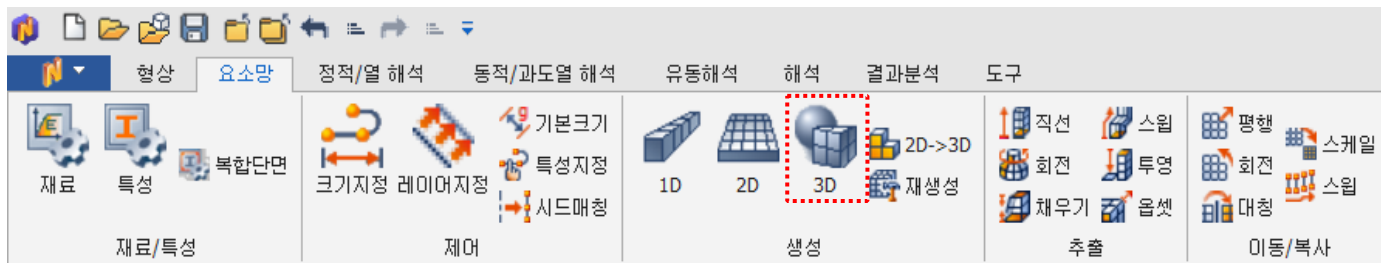 형상 요소망 정적/열 해석 동적/과도열 해석 유동해석 해석 결과분석 도구
재료 특성 복합단면
재료/특성
크기지정 레이어지정 기본크기
특성지정
시드매칭
제어
1D 2D 3D 2D->3D
재생성
생성
직선 스윕
회전 투영
채우기 옵셋
추출
평행 스케일
회전 스윕
대칭
이동/복사